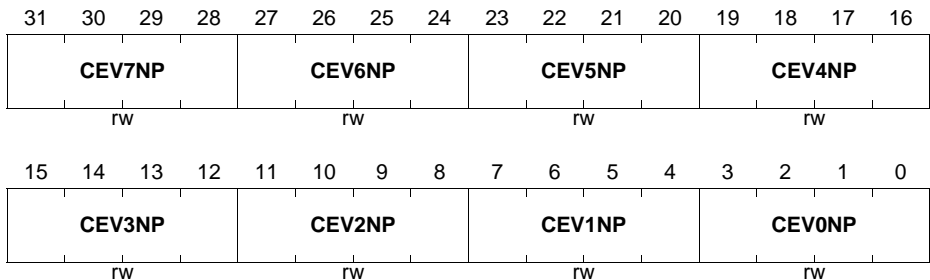 31 30 29 28 27 26 25 24 23 22 21 20 19 18 17 16
CEV7NP CEV6NP CEV5NP CEV4NP
rw rw rw rw
15 14 13 12 11 10 9 8 7 6 5 4 3 2 1 0
CEV3NP CEV2NP CEV1NP CEV0NP
rw rw rw rw